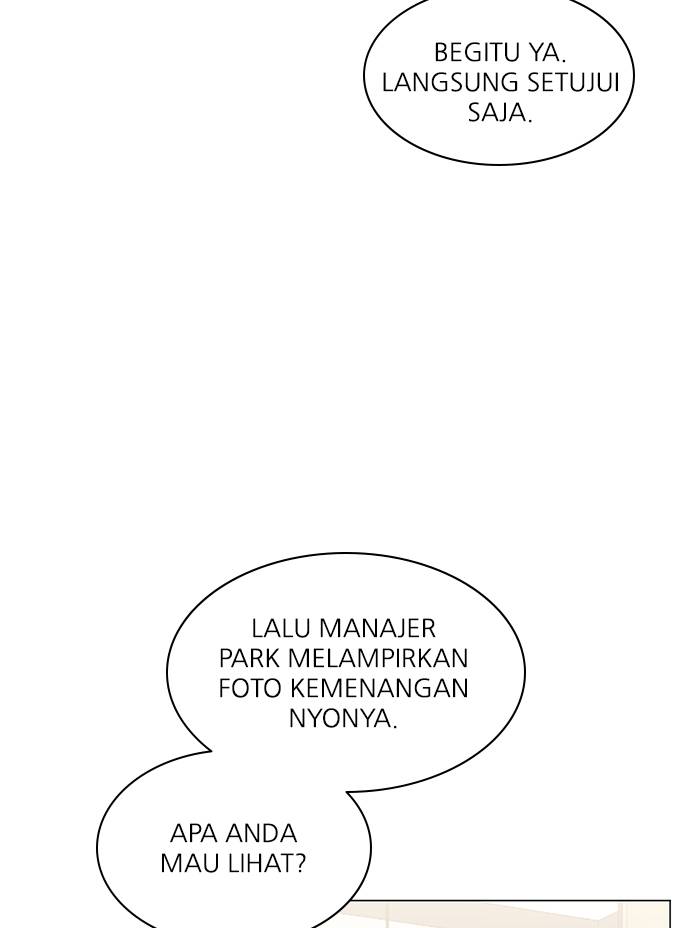 BEGITU YA.
LANGSUNG SETUJUI
SAJA.
LALU MANAJER
PARK MELAMPIRKAN
FOTO KEMENANGAN
NYONYA.
APA ANDA
MAU LIHAT?